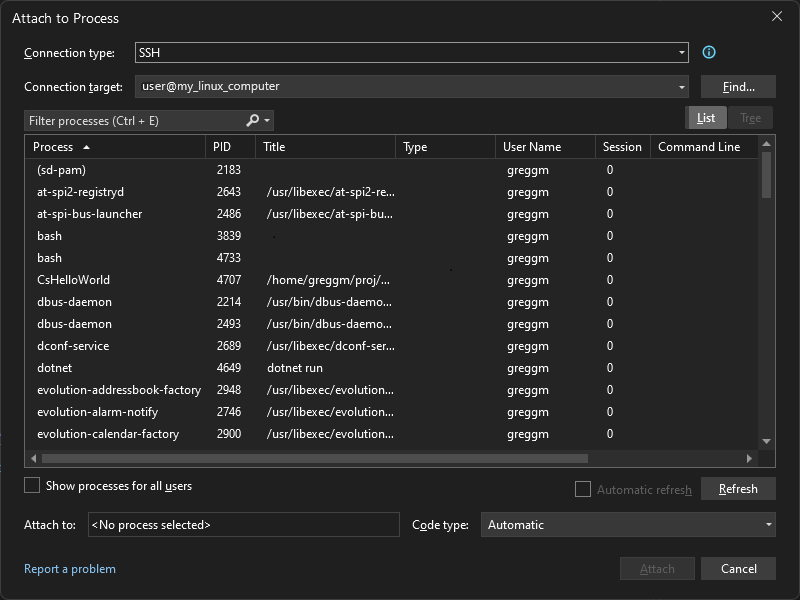 Attach to Process
Connection type: SSH
Connection target: user@my_linux_computer Find...
Filter processes (Ctrl + E) List Tree
Process PID Title Type User Name Session Command Line
(sd-pam) 2183 greggm 0
at-spi2-registryd 2643 /usr/libexec/at-spi2-re... greggm 0
at-spi-bus-launcher 2486 /usr/libexec/at-spi-bu... greggm 0
bash 3839 greggm 0
bash 4733 greggm 0
CsHelloWorld 4707 /home/greggm/proj/... greggm 0
dbus-daemon 2214 /usr/bin/dbus-daemo... greggm 0
dbus-daemon 2493 /usr/bin/dbus-daemo... greggm 0
dconf-service 2689 /usr/libexec/dconf-ser... greggm 0
dotnet 4649 dotnet run greggm 0
evolution-addressbook-factory 2948 /usr/libexec/evolution... greggm 0
evolution-alarm-notify 2746 /usr/libexec/evolution... greggm 0
evolution-calendar-factory 2900 /usr/libexec/evolution... greggm 0
Show processes for all users Automatic refresh Refresh
Attach to: <No process selected> Code type: Automatic
Report a problem Attach Cancel